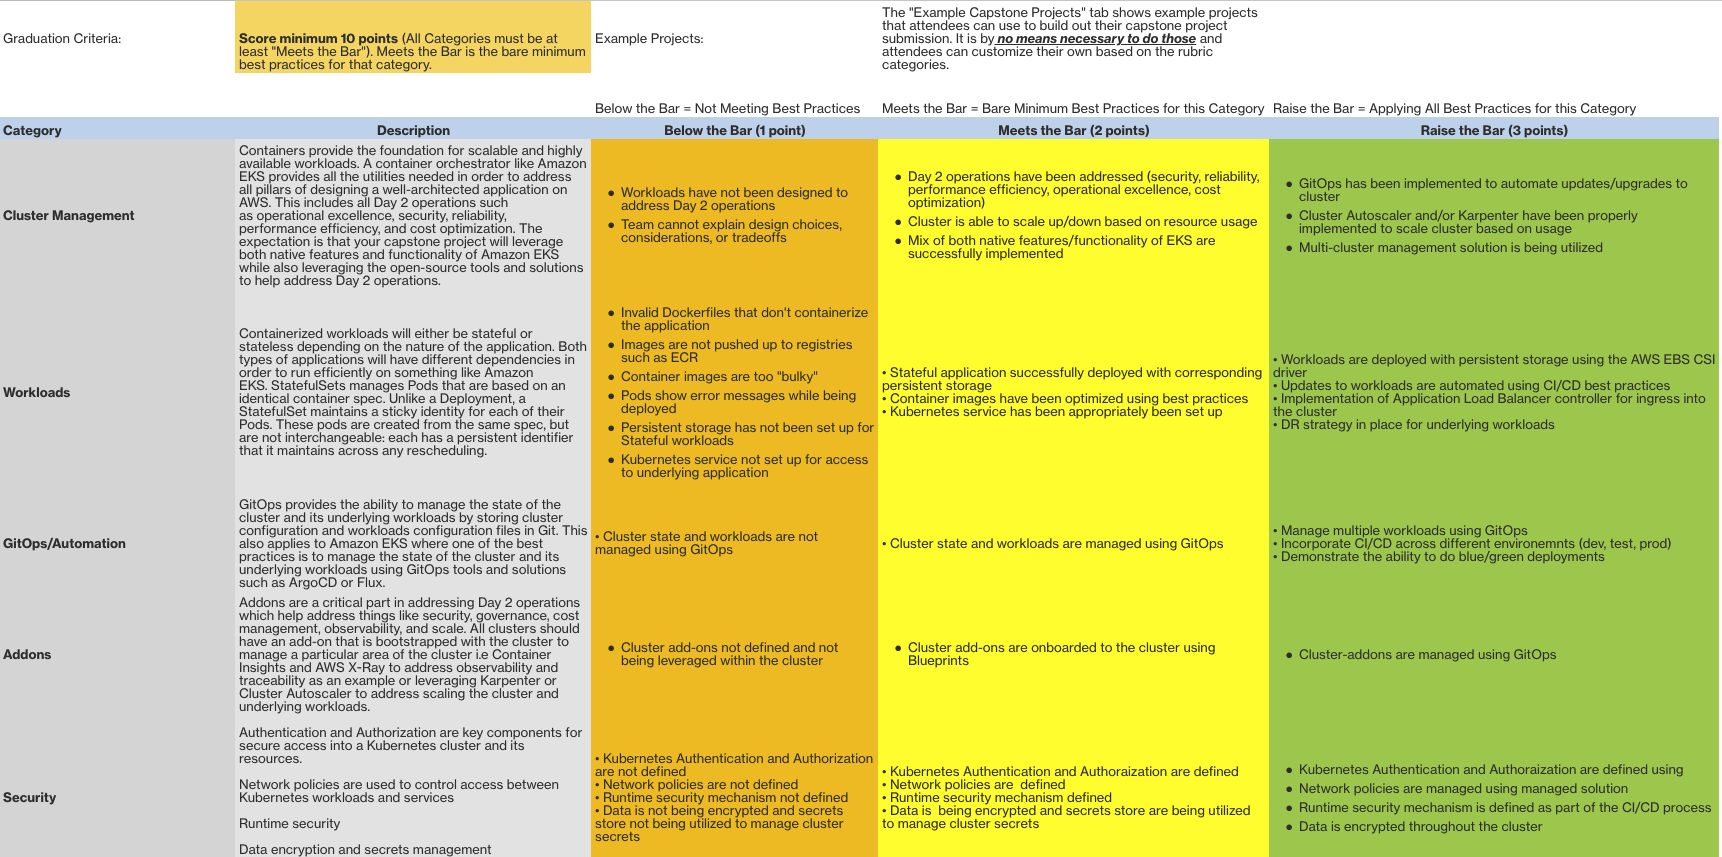 Graduation Criteria:
Score minimum 10 points (All Categories must be at
least "Meets the Bar"). Meets the Bar is the bare minimum
best practices for that category.
Example Projects:
The "Example Capstone Projects" tab shows example projects
that attendees can use to build out their capstone project
submission. It is by no means necessary to do those and
attendees can customize their own based on the rubric
categories.
Below the Bar = Not Meeting Best Practices
Meets the Bar = Bare Minimum Best Practices for this Category
Raise the Bar = Applying All Best Practices for this Category
Category
Description
Below the Bar (1 point)
Meets the Bar (2 points)
Raise the Bar (3 points)
Cluster Management
Containers provide the foundation for scalable and highly
available workloads. A container orchestrator like Amazon
EKS provides all the utilities needed in order to address
all pillars of designing a well-architected application on
AWS. This includes all Day 2 operations such
as operational excellence, security, reliability,
performance efficiency, and cost optimization. The
expectation is that your capstone project will leverage
both native features and functionality of Amazon EKS
while also leveraging the open-source tools and solutions
to help address Day 2 operations.
● Workloads have not been designed to
address Day 2 operations
● Team cannot explain design choices,
considerations, or tradeoffs
● Day 2 operations have been addressed (security, reliability,
performance efficiency, operational excellence, cost
optimization)
● Cluster is able to scale up/down based on resource usage
● Mix of both native features/functionality of EKS are
successfully implemented
● GitOps has been implemented to automate updates/upgrades to
cluster
● Cluster Autoscaler and/or Karpenter have been properly
implemented to scale cluster based on usage
● Multi-cluster management solution is being utilized
Workloads
Containerized workloads will either be stateful or
stateless depending on the nature of the application. Both
types of applications will have different dependencies in
order to run efficiently on something like Amazon
EKS. StatefulSets manages Pods that are based on an
identical container spec. Unlike a Deployment, a
StatefulSet maintains a sticky identity for each of their
Pods. These pods are created from the same spec, but
are not interchangeable: each has a persistent identifier
that it maintains across any rescheduling.
● Invalid Dockerfiles that don't containerize
the application
● Images are not pushed up to registries
such as ECR
● Container images are too "bulky"
● Pods show error messages while being
deployed
● Persistent storage has not been set up for
Stateful workloads
● Kubernetes service not set up for access
to underlying application
• Stateful application successfully deployed with corresponding
persistent storage
• Container images have been optimized using best practices
• Kubernetes service has been appropriately been set up
• Workloads are deployed with persistent storage using the AWS EBS CSI
driver
• Updates to workloads are automated using CI/CD best practices
• Implementation of Application Load Balancer controller for ingress into
the cluster
• DR strategy in place for underlying workloads
GitOps/Automation
GitOps provides the ability to manage the state of the
cluster and its underlying workloads by storing cluster
configuration and workloads configuration files in Git. This
also applies to Amazon EKS where one of the best
practices is to manage the state of the cluster and its
underlying workloads using GitOps tools and solutions
such as ArgoCD or Flux.
• Cluster state and workloads are not
managed using GitOps
• Cluster state and workloads are managed using GitOps
• Manage multiple workloads using GitOps
• Incorporate CI/CD across different environemnts (dev, test, prod)
• Demonstrate the ability to do blue/green deployments
Addons
Addons are a critical part in addressing Day 2 operations
which help address things like security, governance, cost
management, observability, and scale. All clusters should
have an add-on that is bootstrapped with the cluster to
manage a particular area of the cluster i.e Container
Insights and AWS X-Ray to address observability and
traceability as an example or leveraging Karpenter or
Cluster Autoscaler to address scaling the cluster and
underlying workloads.
● Cluster add-ons not defined and not
being leveraged within the cluster
● Cluster add-ons are onboarded to the cluster using
Blueprints
● Cluster-addons are managed using GitOps
Security
Authentication and Authorization are key components for
secure access into a Kubernetes cluster and its
resources.
Network policies are used to control access between
Kubernetes workloads and services
Runtime security
Data encryption and secrets management
• Kubernetes Authentication and Authorization
are not defined
• Network policies are not defined
• Runtime security mechanism not defined
• Data is not being encrypted and secrets
store not being utilized to manage cluster
secrets
• Kubernetes Authentication and Authoraization are defined
• Network policies are  defined
• Runtime security mechanism defined
• Data is  being encrypted and secrets store are being utilized
to manage cluster secrets
● Kubernetes Authentication and Authoraization are defined using
● Network policies are managed using managed solution
● Runtime security mechanism is defined as part of the CI/CD process
● Data is encrypted throughout the cluster